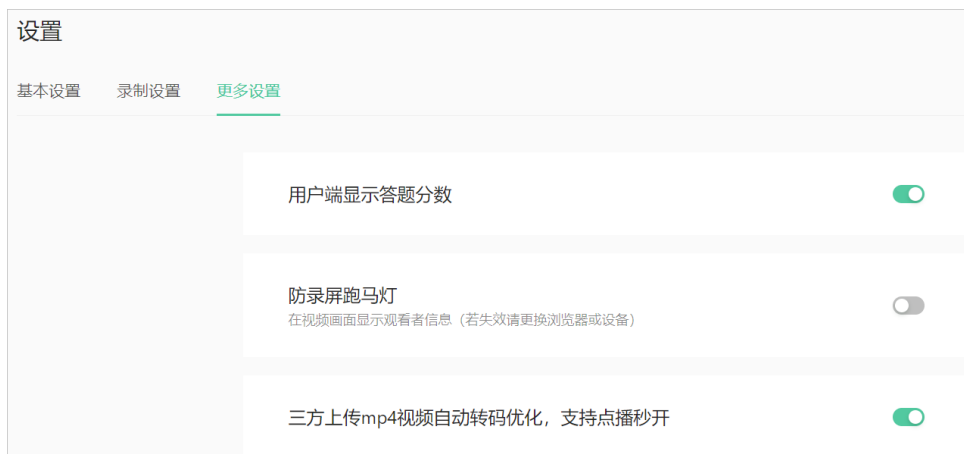 设置
基本设置 录制设置 更多设置
用户端显示答题分数
防录屏跑马灯
在视频画面显示观看者信息（若失效请更换浏览器或设备）
三方上传mp4视频自动转码优化，支持点播秒开